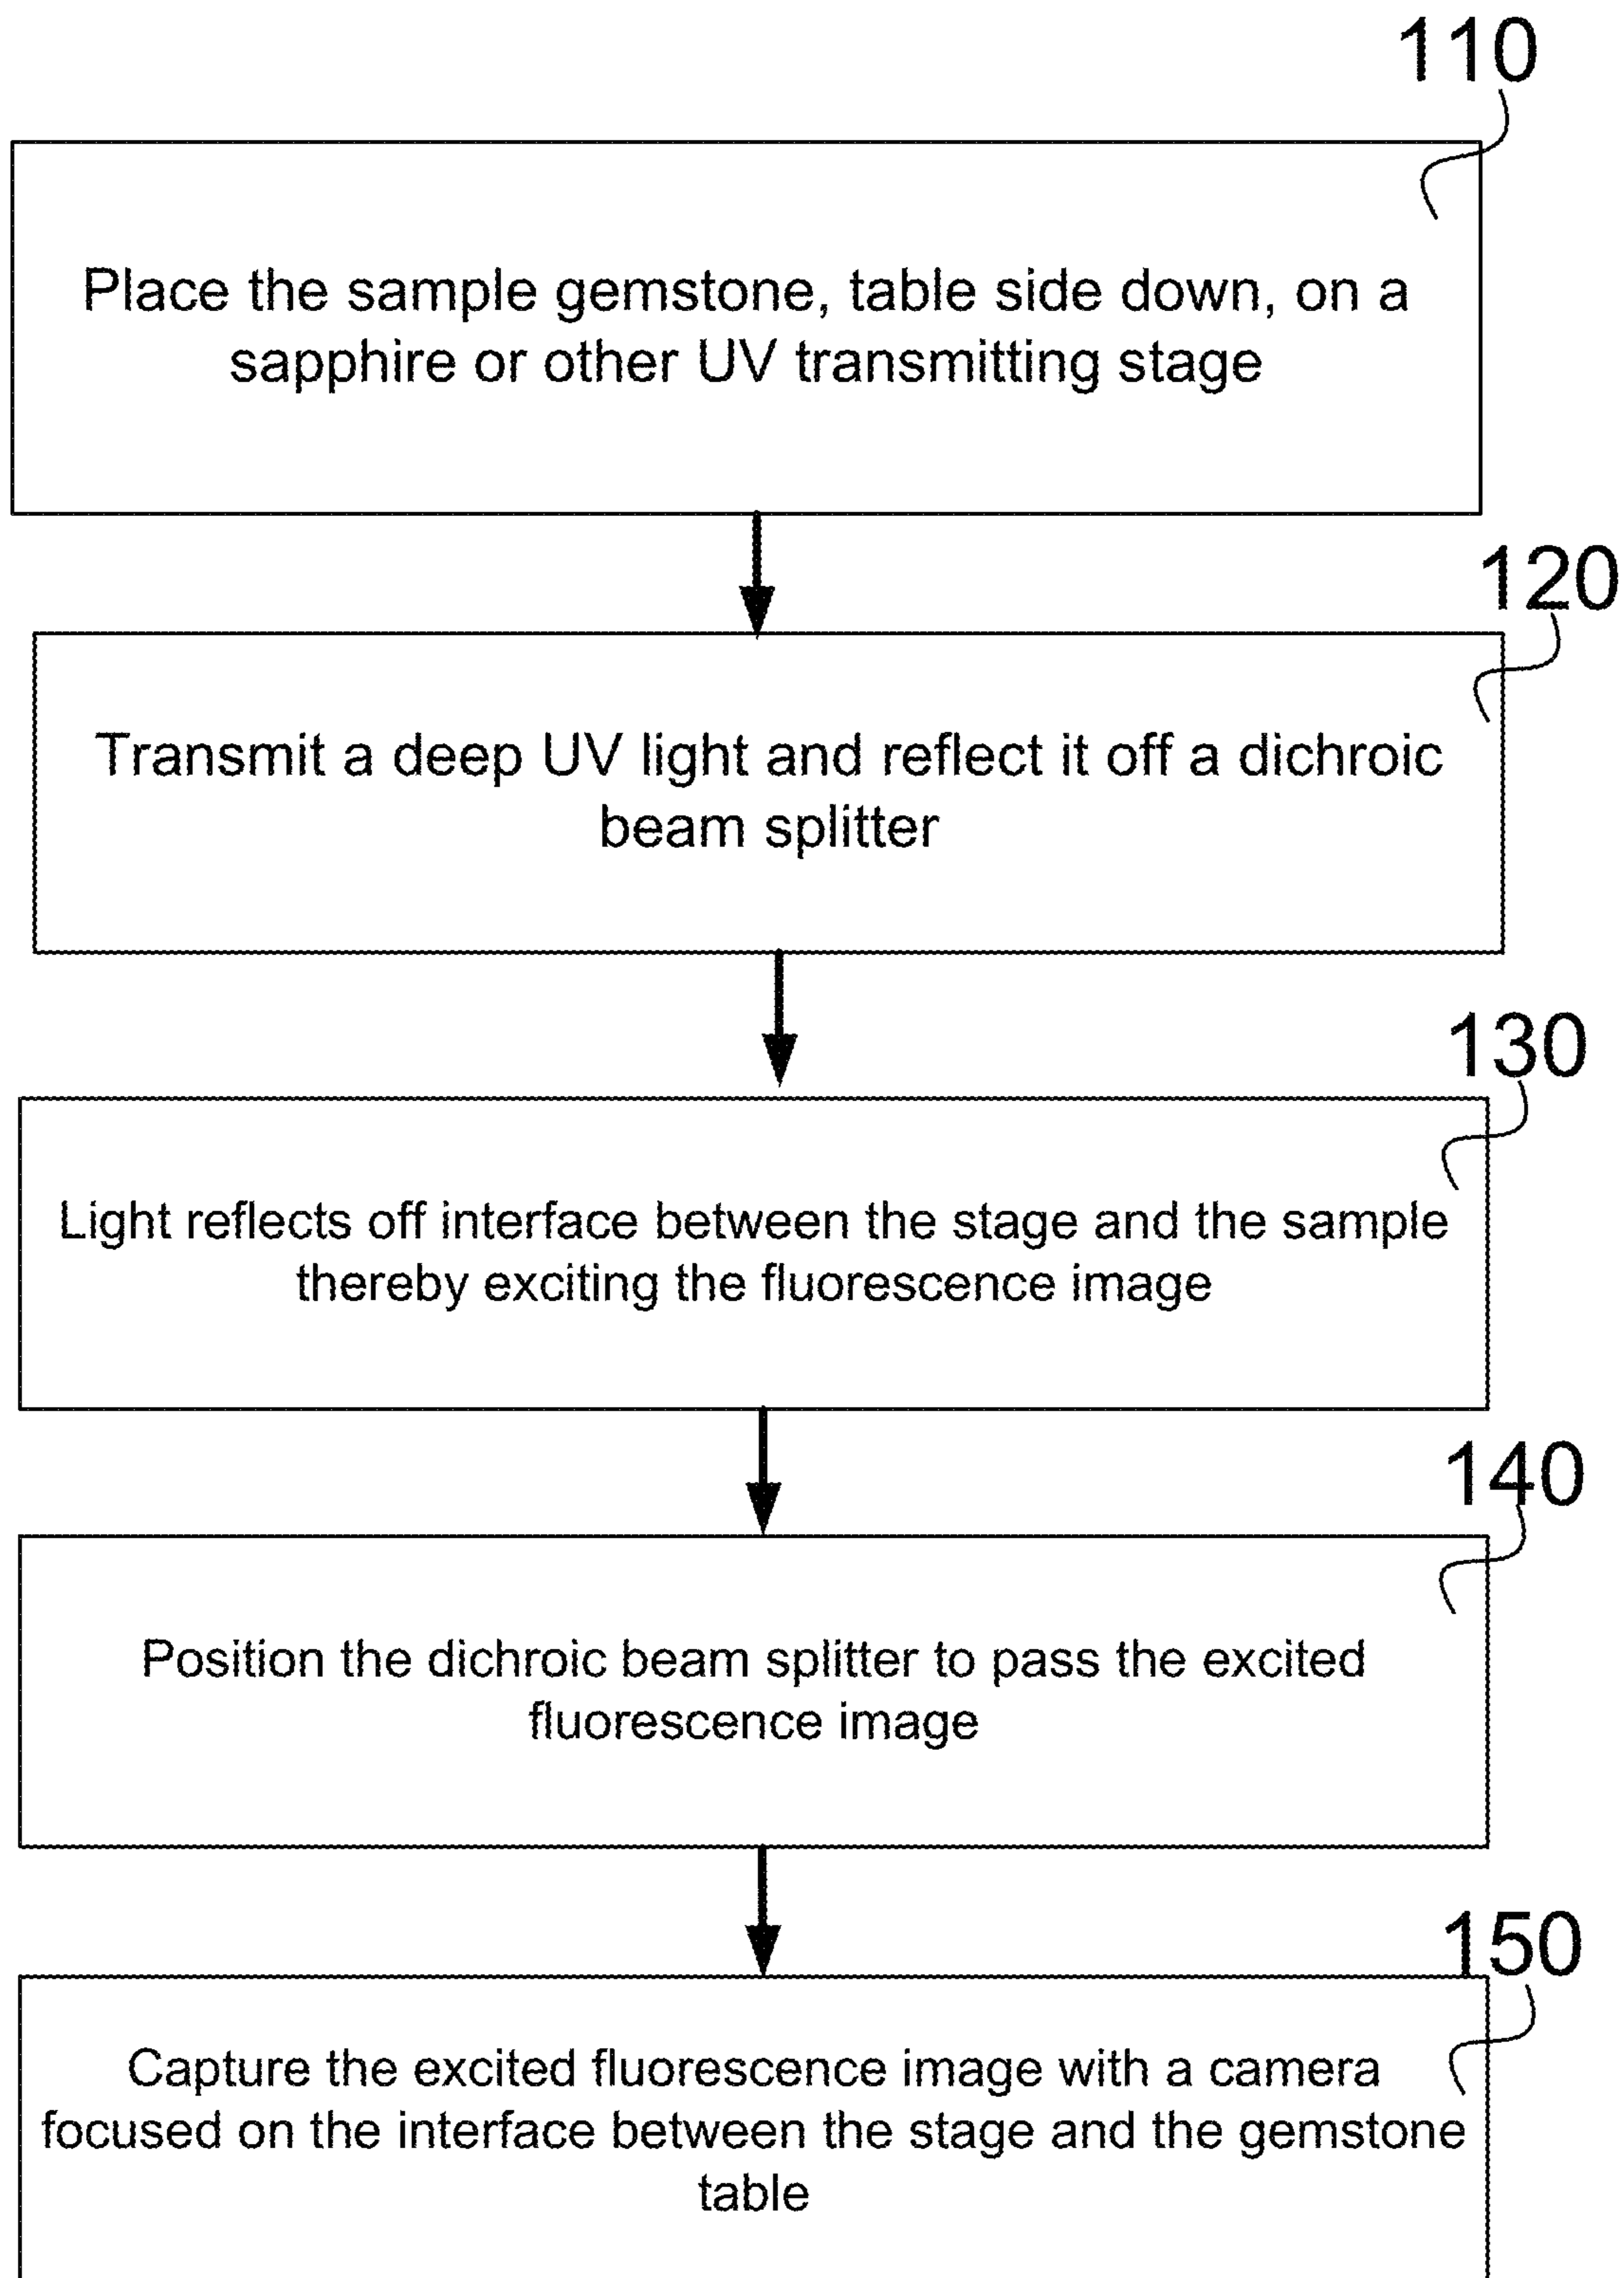 110
Place the sample gemstone, table side down, on a
sapphire or other UV transmitting stage
120
Transmit a deep UV light and reflect it off a dichroic
beam splitter
130
Light reflects off interface between the stage and the sample
thereby exciting the fluorescence image
140
Position the dichroic beam splitter to pass the excited
fluorescence image
150
Capture the excited fluorescence image with a camera
focused on the interface between the stage and the gemstone
table